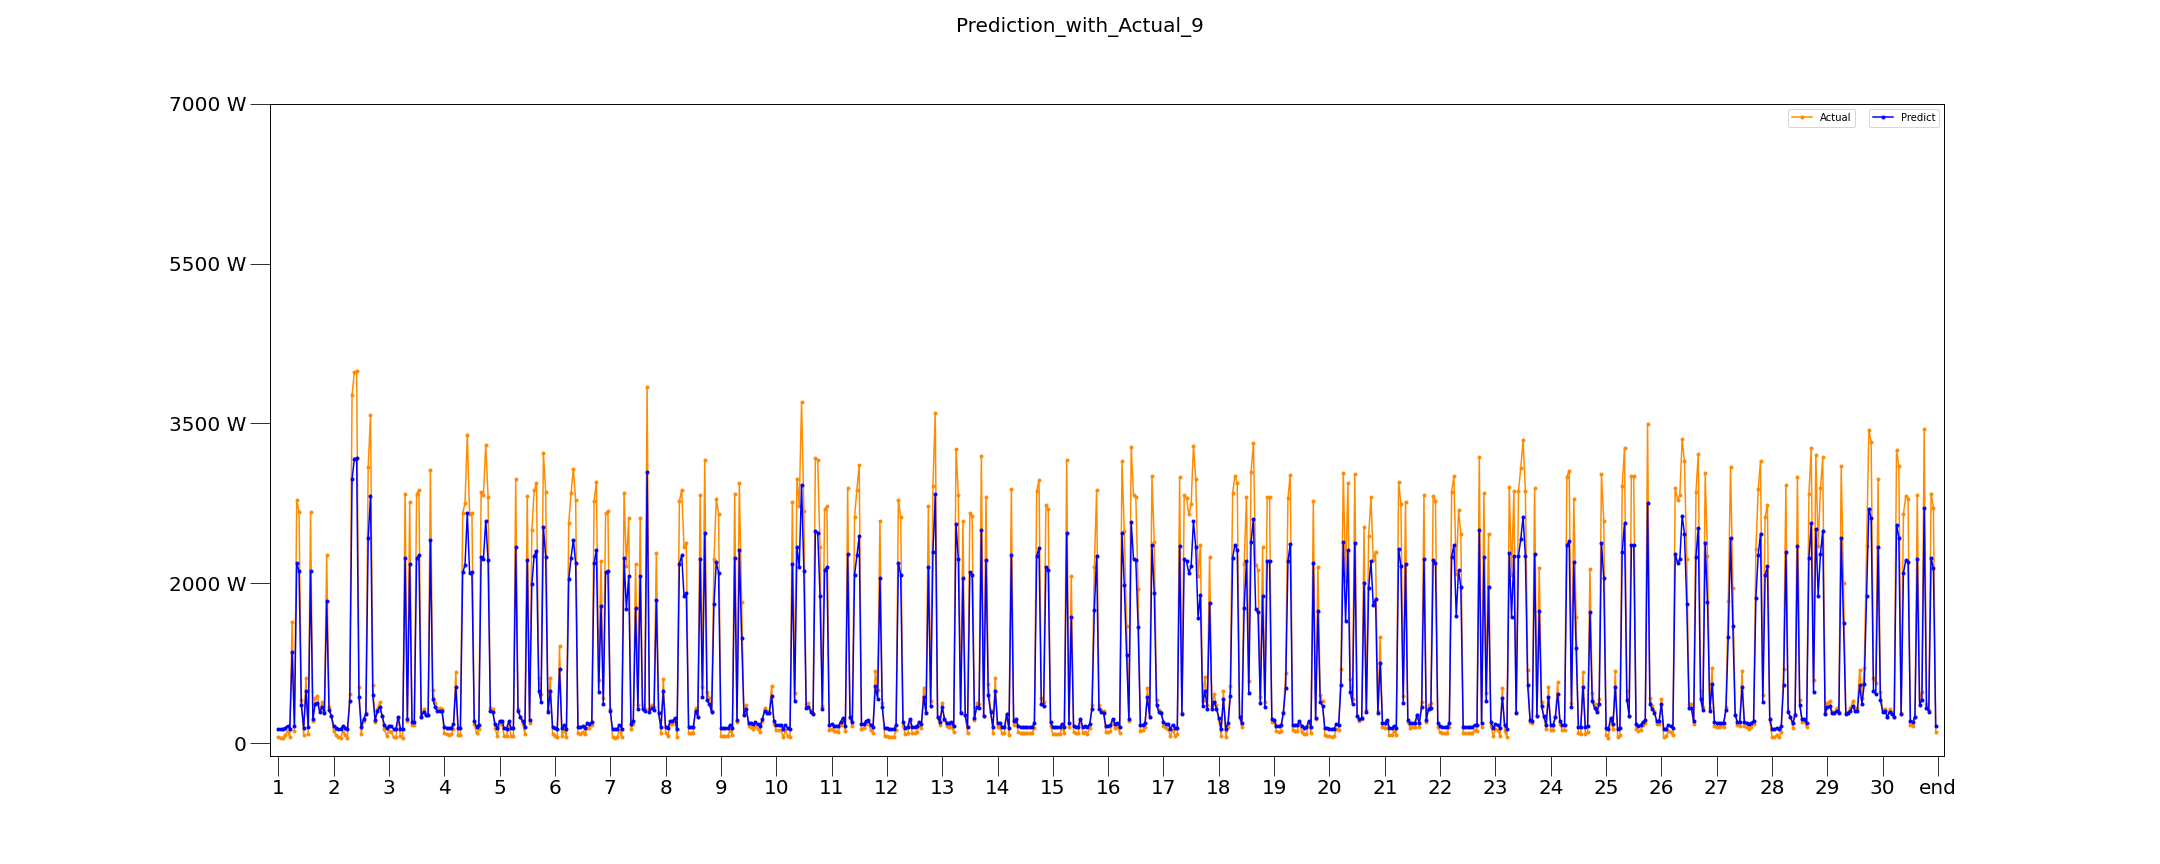 Prediction_with_Actual_9
7000 W
Actual Predict
5500 W
3500 W
2000 W
0
1 2 3 4 5 6 7 8 9 10 11 12 13 14 15 16 17 18 19 20 21 22 23 24 25 26 27 28 29 30 end